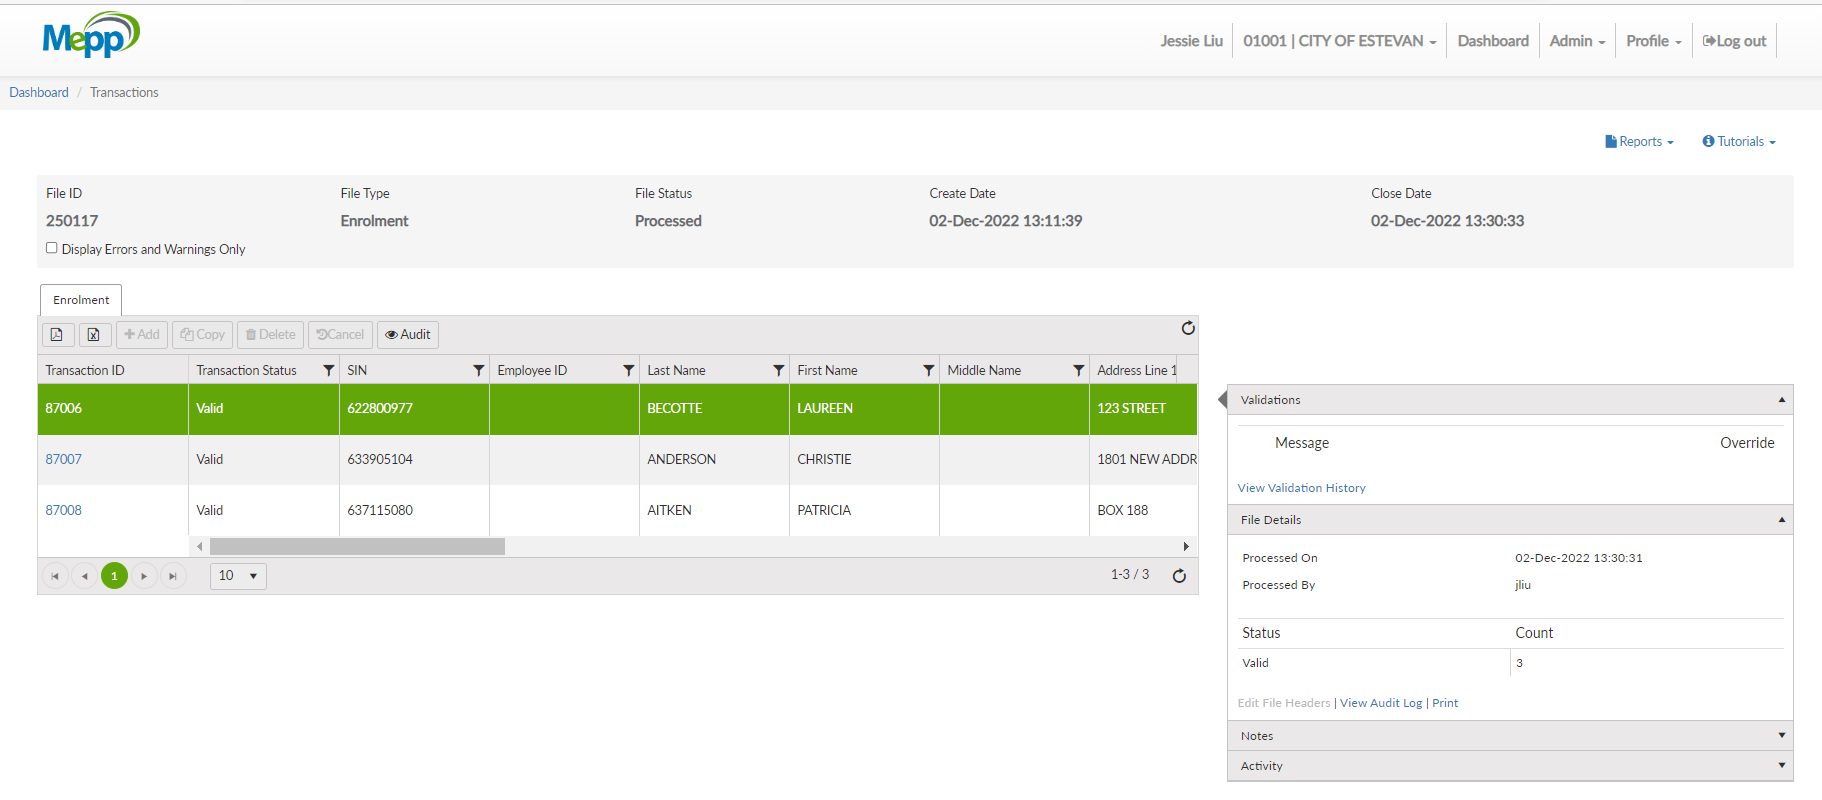 Mepp
Jessie Liu 01001 | CITY OF ESTEVAN Dashboard Admin Profile Log out
Dashboard / Transactions
Reports Tutorials
File ID File Type File Status Create Date Close Date
250117 Enrolment Processed 02-Dec-2022 13:11:39 02-Dec-2022 13:30:33
Display Errors and Warnings Only
Enrolment
Add Copy Delete Cancel Audit
Transaction ID Transaction Status SIN Employee ID Last Name First Name Middle Name Address Line 1
87006 Valid 622800977 BECOTTE LAUREEN 123 STREET
87007 Valid 633905104 ANDERSON CHRISTIE 1801 NEW ADDR
87008 Valid 637115080 AITKEN PATRICIA BOX 188
1 10 1-3 / 3
Validations
Message Override
View Validation History
File Details
Processed On 02-Dec-2022 13:30:31
Processed By jliu
Status Count
Valid 3
Edit File Headers | View Audit Log | Print
Notes
Activity